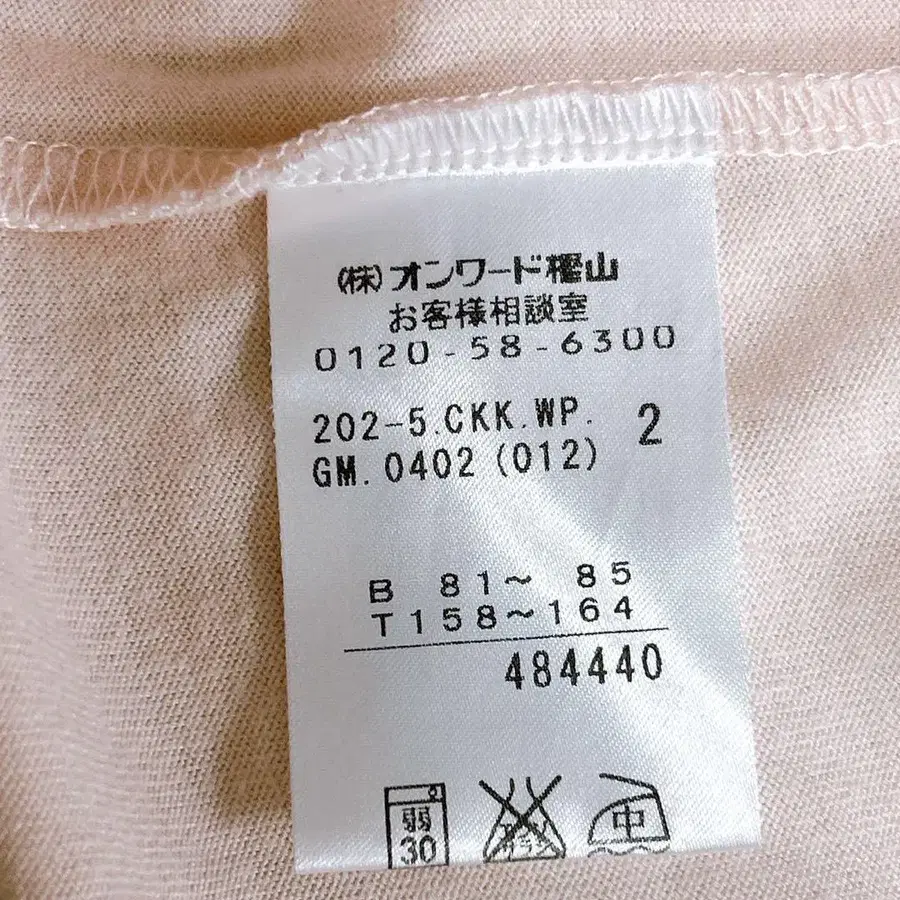 (株)オンワード樫山
お客様相談室
0120-58-6300
202-5.CKK.WP. 2
GM.0402(012)
B 81～ 85
T158～164
484440
弱
30
中